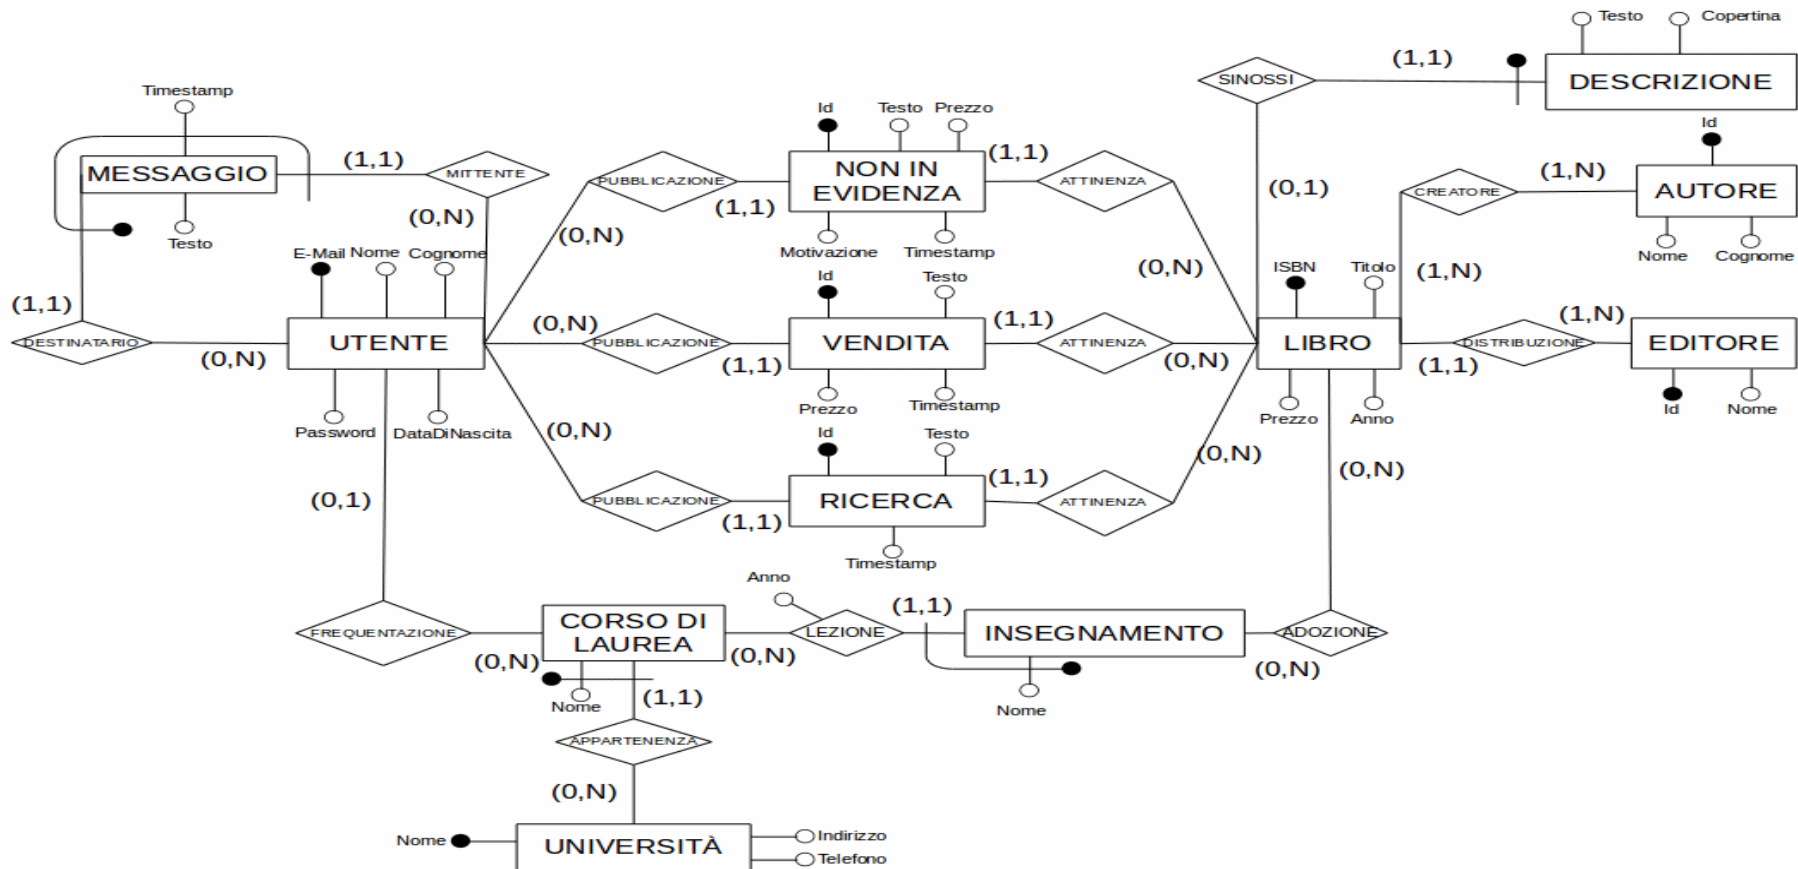 Testo Copertina
(1,1)
SINOSSI
DESCRIZIONE
Timestamp
Id Testo Prezzo
Id
(1,1)
MESSAGGIO
(1,1)
MITTENTE
PUBBLICAZIONE
NON IN
EVIDENZA
ATTINENZA
(0,1)
CREATORE
(1,N)
AUTORE
(0,N)
(1,1)
(0,N)
Testo
Motivazione Timestamp
Nome Cognome
E-Mail Nome Cognome
Id Testo
(0,N)
ISBN Titolo
(1,N)
(1,1)
(0,N)
(1,1)
(1,N)
DESTINATARIO
UTENTE
PUBBLICAZIONE
VENDITA
ATTINENZA
LIBRO
DISTRIBUZIONE
EDITORE
(0,N)
(1,1)
(0,N)
(1,1)
Prezzo Timestamp
Prezzo Anno
Id Nome
Password DataDiNascita
(0,N)
Id Testo
(0,N)
(0,N)
(0,1)
PUBBLICAZIONE
RICERCA
(1,1)
ATTINENZA
(1,1)
Timestamp
Anno
(1,1)
FREQUENTAZIONE
CORSO DI
LAUREA
LEZIONE
INSEGNAMENTO
ADOZIONE
(0,N)
(0,N)
(0,N)
Nome
(1,1)
Nome
APPARTENENZA
(0,N)
Nome
UNIVERSITÀ
Indirizzo
Telefono